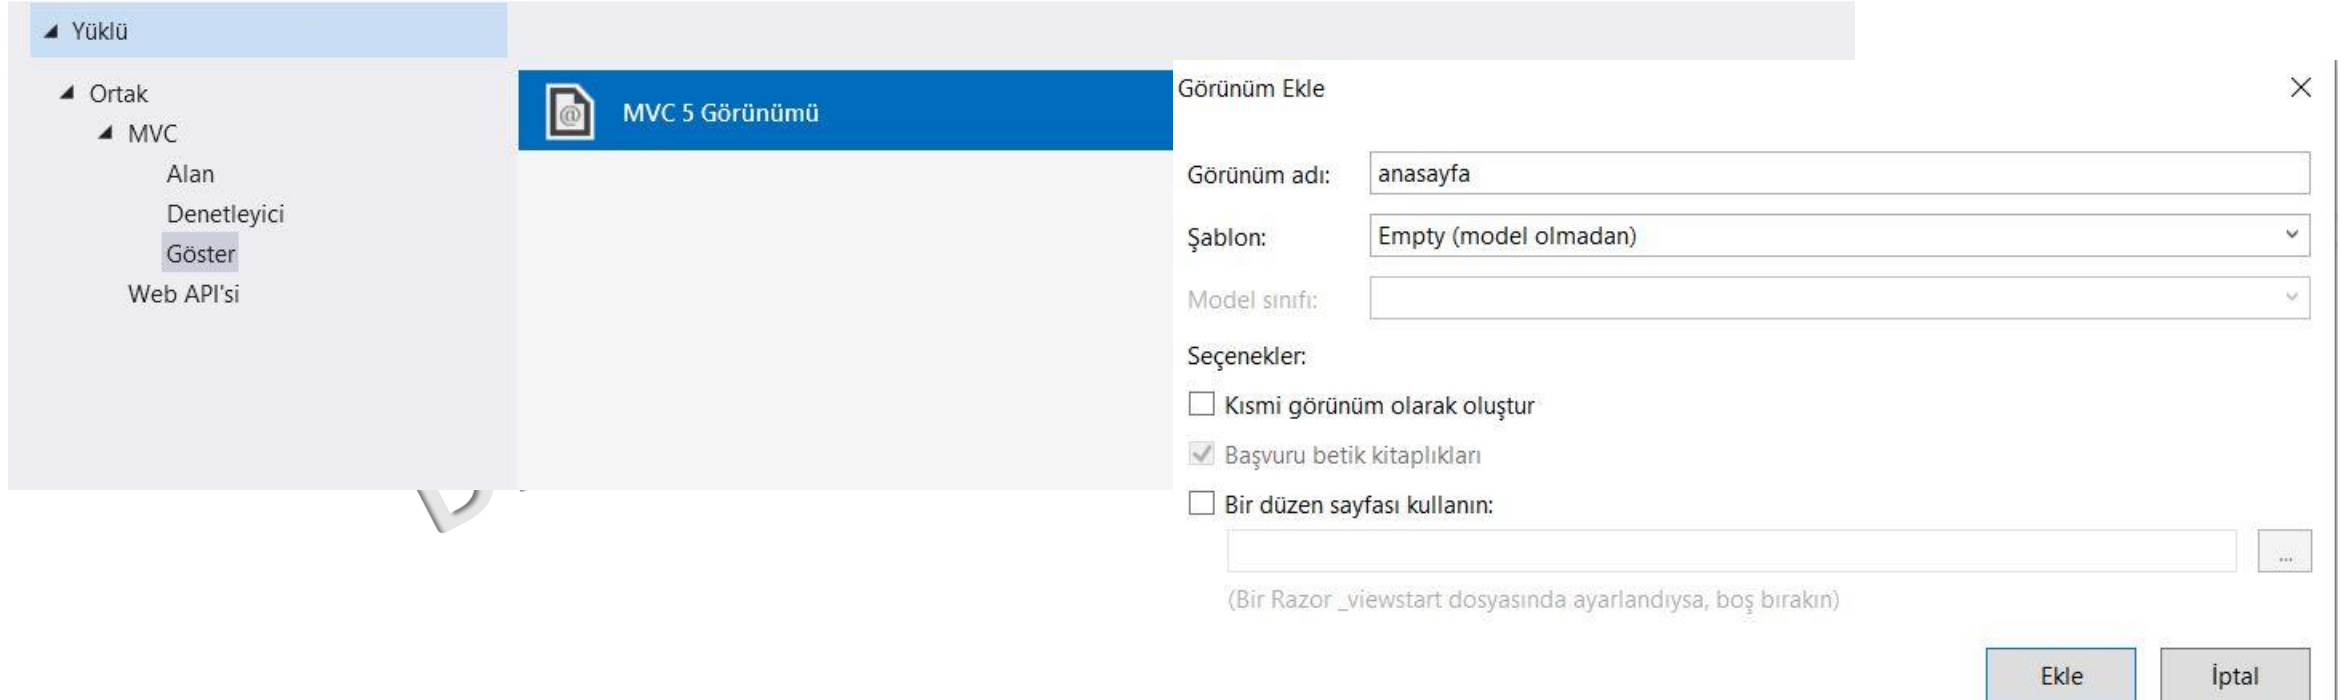 Yüklü
Ortak
MVC
Alan
Denetleyici
Göster
Web API'si
MVC 5 Görünümü
Görünüm Ekle
Görünüm adı: anasayfa
Şablon: Empty (model olmadan)
Model sınıfı:
Seçenekler:
Kısmi görünüm olarak oluştur
Başvuru betik kitaplıkları
Bir düzen sayfası kullanın:
...
(Bir Razor _viewstart dosyasında ayarlandıysa, boş bırakın)
Ekle İptal